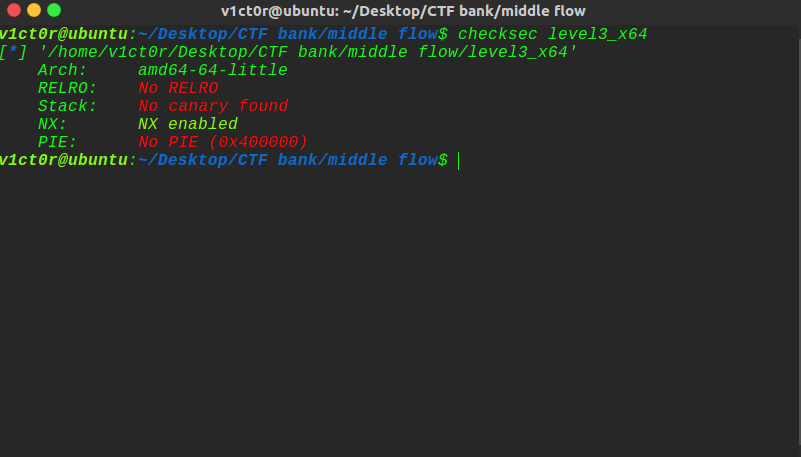 v1ct0r@ubuntu: ~/Desktop/CTF bank/middle flow
v1ct0r@ubuntu:~/Desktop/CTF bank/middle flow$ checksec level3_x64
[*] '/home/v1ct0r/Desktop/CTF bank/middle flow/level3_x64'
Arch: amd64-64-little
RELRO: No RELRO
Stack: No canary found
NX: NX enabled
PIE: No PIE (0x400000)
v1ct0r@ubuntu:~/Desktop/CTF bank/middle flow$